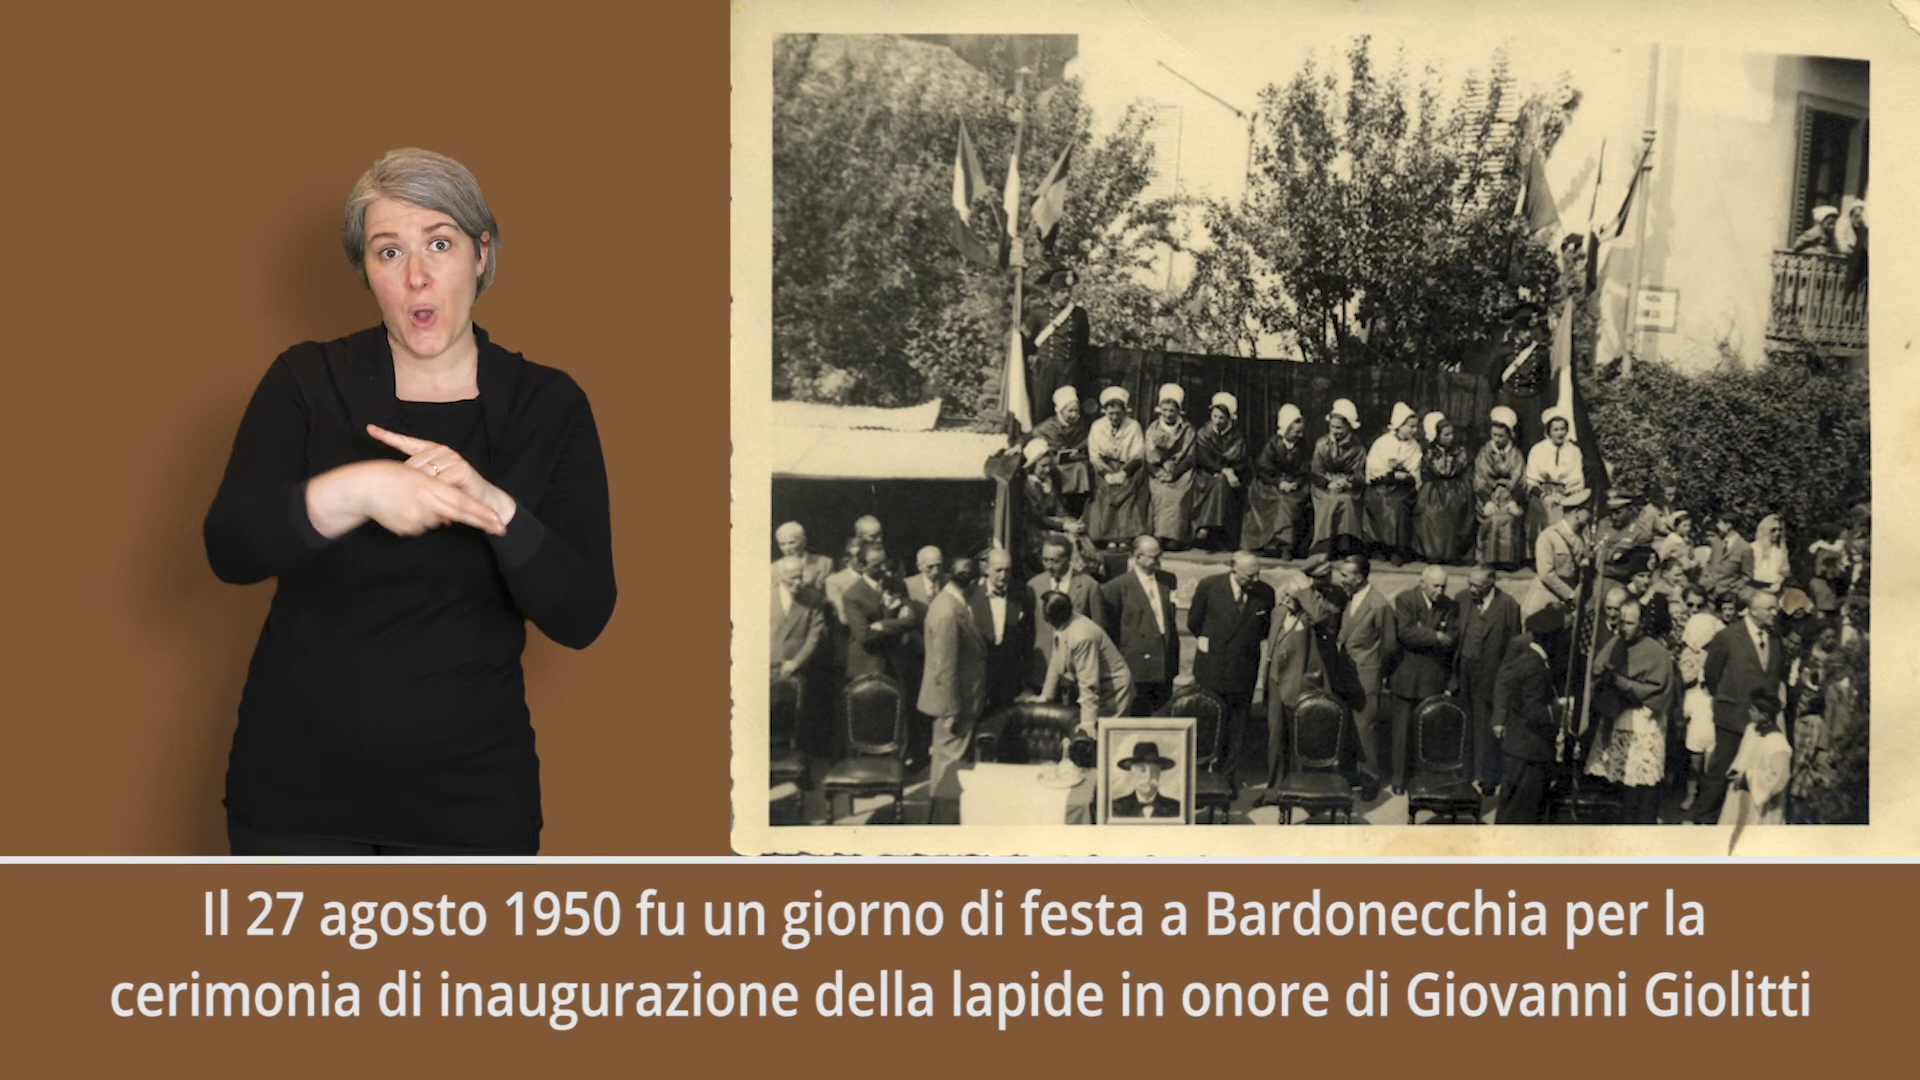 Il 27 agosto 1950 fu un giorno di festa a Bardonecchia per la
cerimonia di inaugurazione della lapide in onore di Giovanni Giolitti